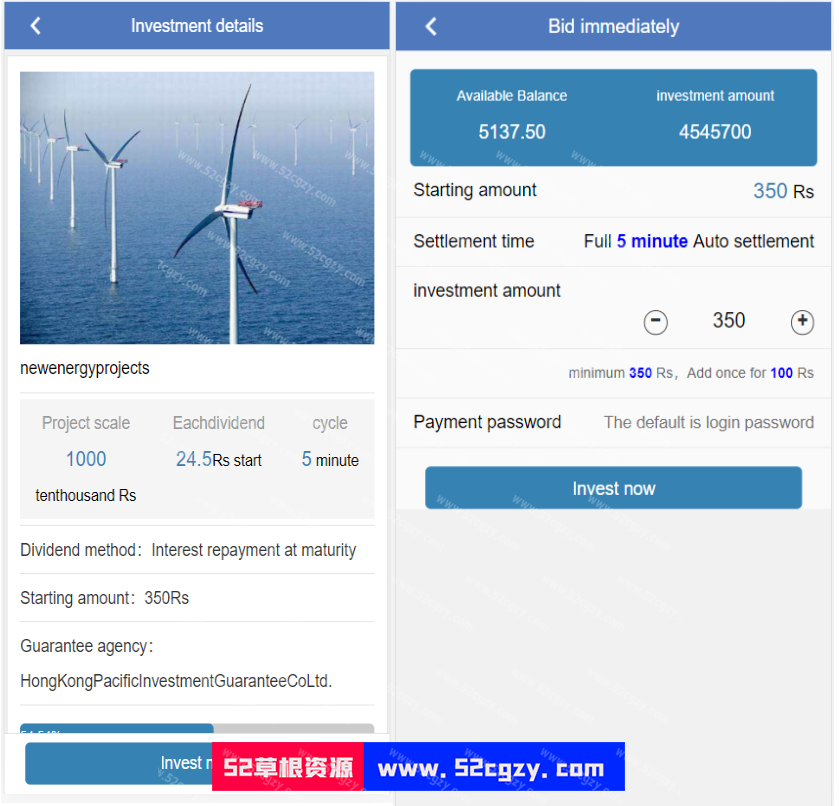 Investment details
newenergyprojects
Project scale Eachdividend cycle
1000 24.5Rs start 5 minute
tenthousand Rs
Dividend method：Interest repayment at maturity
Starting amount：350Rs
Guarantee agency：
HongKongPacificInvestmentGuaranteeCoLtd.
Invest
Bid immediately
Available Balance investment amount
5137.50 4545700
Starting amount 350 Rs
Settlement time Full 5 minute Auto settlement
investment amount
350
minimum 350 Rs，Add once for 100 Rs
Payment password The default is login password
Invest now
52草根资源 www.52cgzy.com